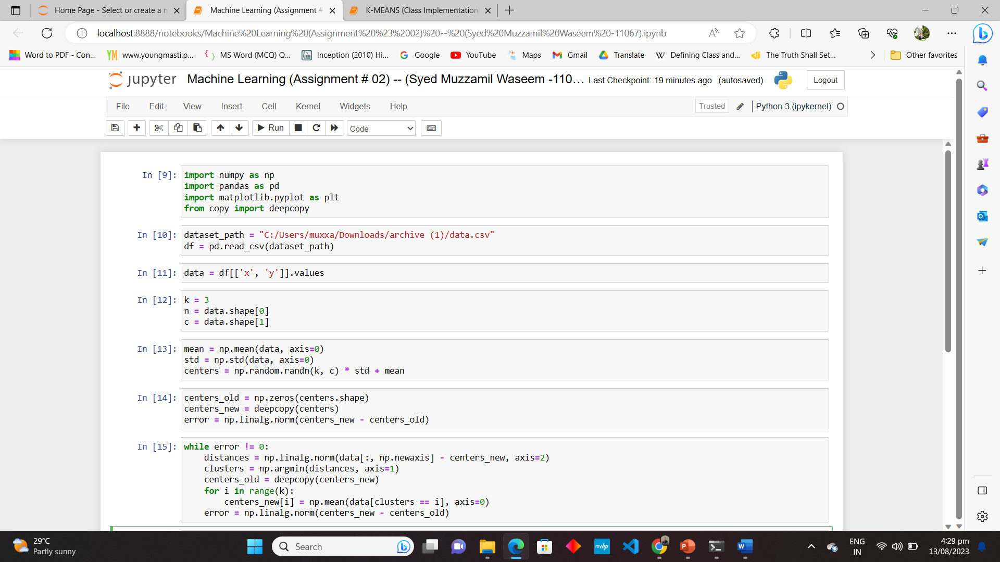 Home Page - Select or create a n
Machine Learning (Assignment #
K-MEANS (Class Implementation
localhost:8888/notebooks/Machine%20Learning%20(Assignment%20%23%2002)%20--%20(Syed%20Muzzamil%20Waseem%20-11067).ipynb
Word to PDF - Con...
YM www.youngmasti.p...
MS Word (MCQ) Q...
Inception (2010) Hi...
Google
YouTube
Maps
Gmail
Translate
W Defining Class and...
The Truth Shall Set...
Other favorites
jupyter Machine Learning (Assignment # 02) -- (Syed Muzzamil Waseem -110... Last Checkpoint: 19 minutes ago (autosaved)
Logout
File Edit View Insert Cell Kernel Widgets Help
Trusted
Python 3 (ipykernel)
Run
Code
In [9]: import numpy as np
import pandas as pd
import matplotlib.pyplot as plt
from copy import deepcopy
In [10]: dataset_path = "C:/Users/muxxa/Downloads/archive (1)/data.csv"
df = pd.read_csv(dataset_path)
In [11]: data = df[['x', 'y']].values
In [12]: k = 3
n = data.shape[0]
c = data.shape[1]
In [13]: mean = np.mean(data, axis=0)
std = np.std(data, axis=0)
centers = np.random.randn(k, c) * std + mean
In [14]: centers_old = np.zeros(centers.shape)
centers_new = deepcopy(centers)
error = np.linalg.norm(centers_new - centers_old)
In [15]: while error != 0:
    distances = np.linalg.norm(data[:, np.newaxis] - centers_new, axis=2)
    clusters = np.argmin(distances, axis=1)
    centers_old = deepcopy(centers_new)
    for i in range(k):
        centers_new[i] = np.mean(data[clusters == i], axis=0)
    error = np.linalg.norm(centers_new - centers_old)
29°C
Partly sunny
Search
myhp
ENG
IN
4:29 pm
13/08/2023